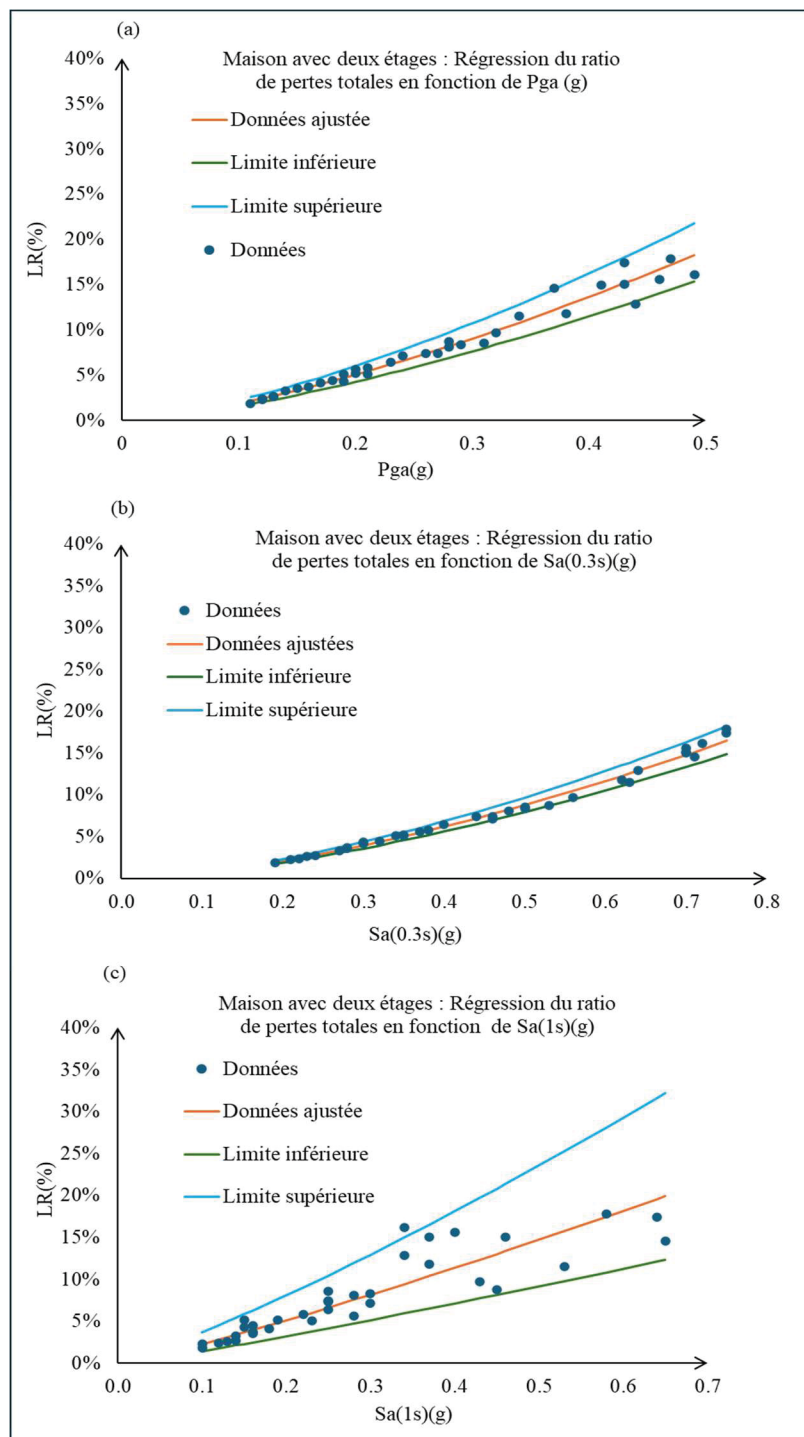 (a)
Maison avec deux étages : Régression du ratio
de pertes totales en fonction de Pga (g)
40%
35%
30%
25%
20%
15%
10%
5%
0%
LR(%)
Données ajustée
Limite inférieure
Limite supérieure
Données
0
0.1
0.2
0.3
0.4
0.5
Pga(g)
(b)
Maison avec deux étages : Régression du ratio
de pertes totales en fonction de Sa(0.3s)(g)
40%
35%
30%
25%
20%
15%
10%
5%
0%
LR(%)
Données
Données ajustées
Limite inférieure
Limite supérieure
0.0
0.1
0.2
0.3
0.4
0.5
0.6
0.7
0.8
Sa(0.3s)(g)
(c)
Maison avec deux étages : Régression du ratio
de pertes totales en fonction de Sa(1s)(g)
40%
35%
30%
25%
20%
15%
10%
5%
0%
LR(%)
Données
Données ajustée
Limite inférieure
Limite supérieure
0.0
0.1
0.2
0.3
0.4
0.5
0.6
0.7
Sa(1s)(g)